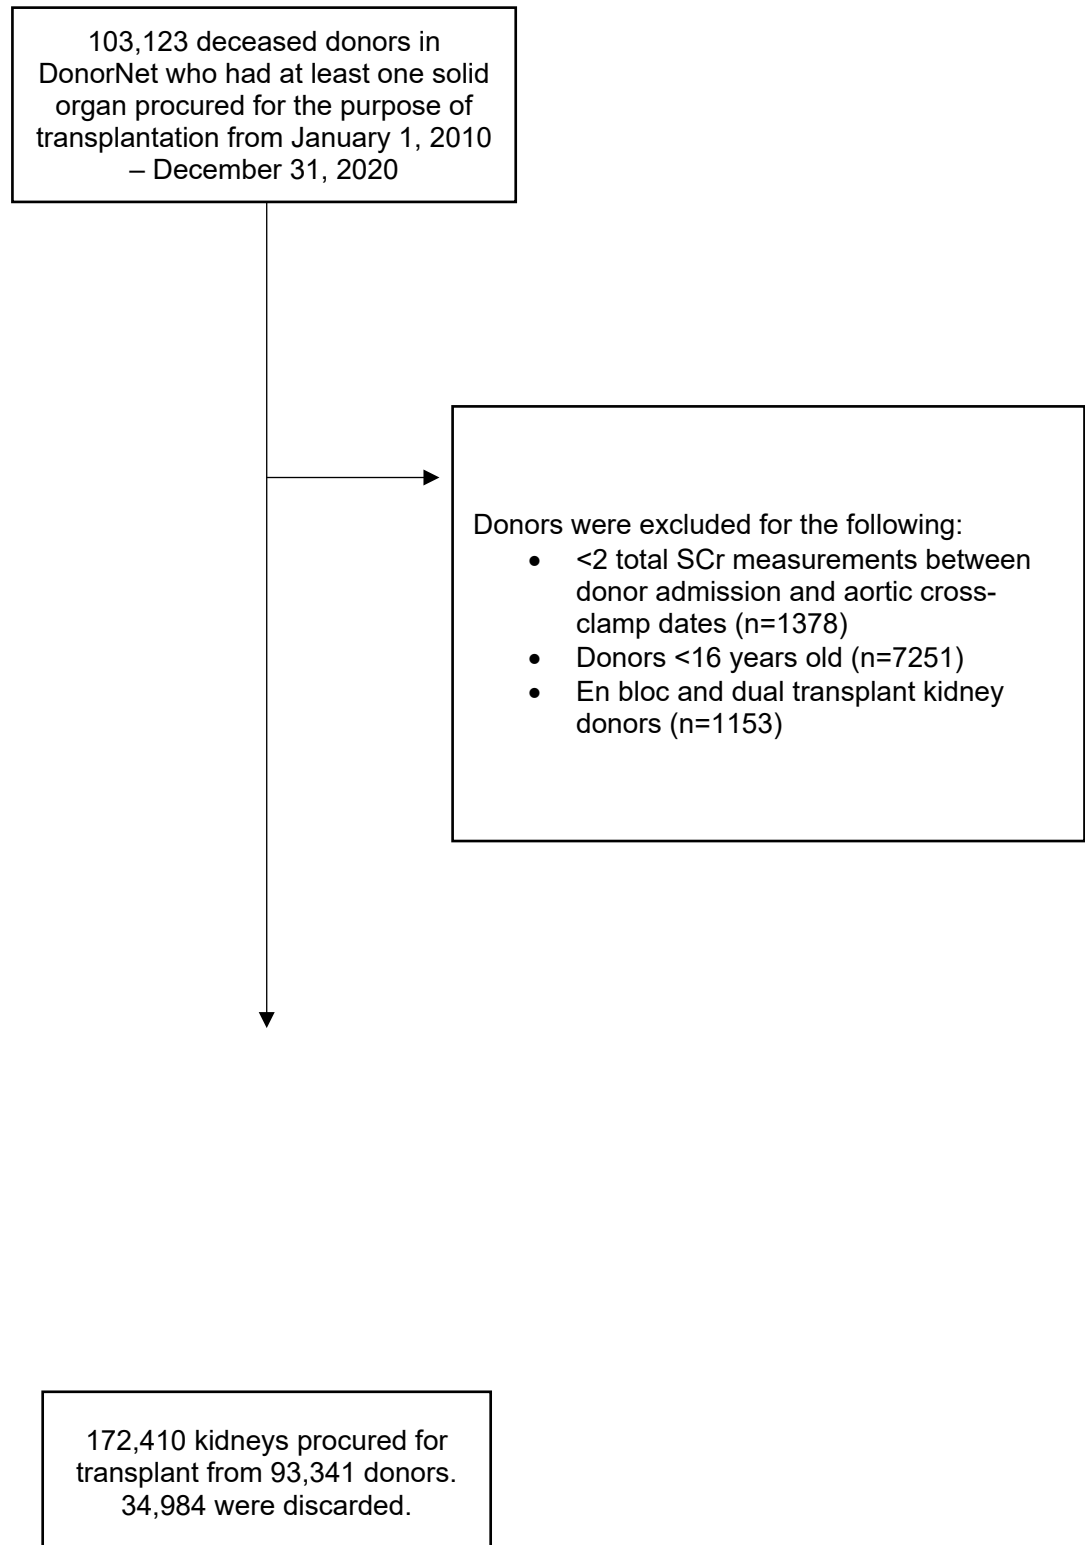 103,123 deceased donors in
DonorNet who had at least one solid
organ procured for the purpose of
transplantation from January 1, 2010
– December 31, 2020
Donors were excluded for the following:
• <2 total SCr measurements between
donor admission and aortic cross-
clamp dates (n=1378)
• Donors <16 years old (n=7251)
• En bloc and dual transplant kidney
donors (n=1153)
172,410 kidneys procured for
transplant from 93,341 donors.
34,984 were discarded.